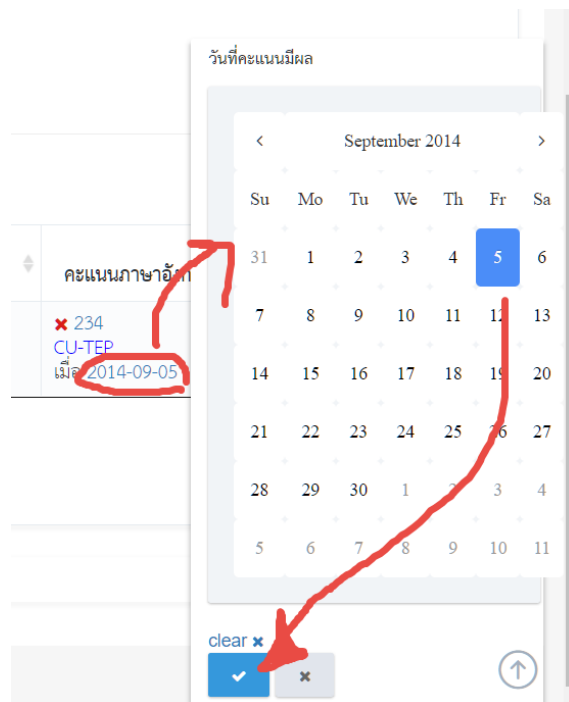 วันที่คะแนนมีผล
September 2014
Su Mo Tu We Th Fr Sa
31 1 2 3 4 5 6
7 8 9 10 11 12 13
14 15 16 17 18 19 20
21 22 23 24 25 26 27
28 29 30 1 2 3 4
5 6 7 8 9 10 11
clear
คะแนนภาษาอังก
234
CU-TEP
เมื่อ 2014-09-05